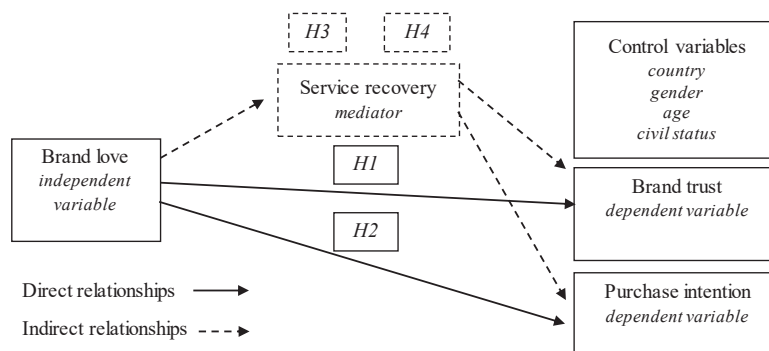 H3
H4
Service recovery
mediator
Control variables
country
gender
age
civil status
Brand love
independent
variable
H1
H2
Brand trust
dependent variable
Purchase intention
dependent variable
Direct relationships
Indirect relationships